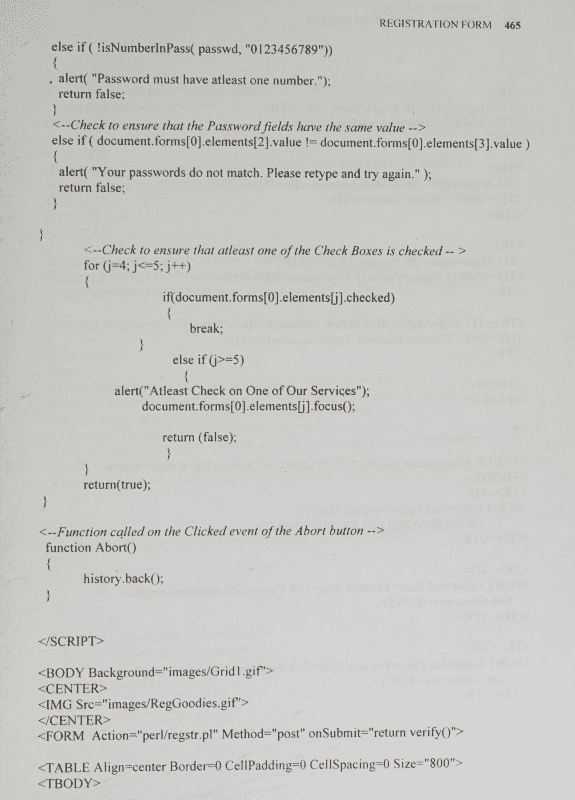 REGISTRATION FORM 465
else if ( !isNumberInPass( passwd, "0123456789"))
{
alert( "Password must have atleast one number.");
return false;
}
<--Check to ensure that the Password fields have the same value -->
else if ( document.forms[0].elements[2].value != document.forms[0].elements[3].value )
{
alert( "Your passwords do not match. Please retype and try again." );
return false;
}
}
<--Check to ensure that atleast one of the Check Boxes is checked -- >
for (j=4; j<=5; j++)
{
if(document.forms[0].elements[j].checked)
{
break;
}
else if (j>=5)
{
alert("Atleast Check on One of Our Services");
document.forms[0].elements[j].focus();
return (false);
}
}
return(true);
}
<--Function called on the Clicked event of the Abort button -->
function Abort()
{
history.back();
}
</SCRIPT>
<BODY Background="images/Grid1.gif">
<CENTER>
<IMG Src="images/RegGoodies.gif">
</CENTER>
<FORM Action="perl/regstr.pl" Method="post" onSubmit="return verify()">
<TABLE Align=center Border=0 CellPadding=0 CellSpacing=0 Size="800">
<TBODY>